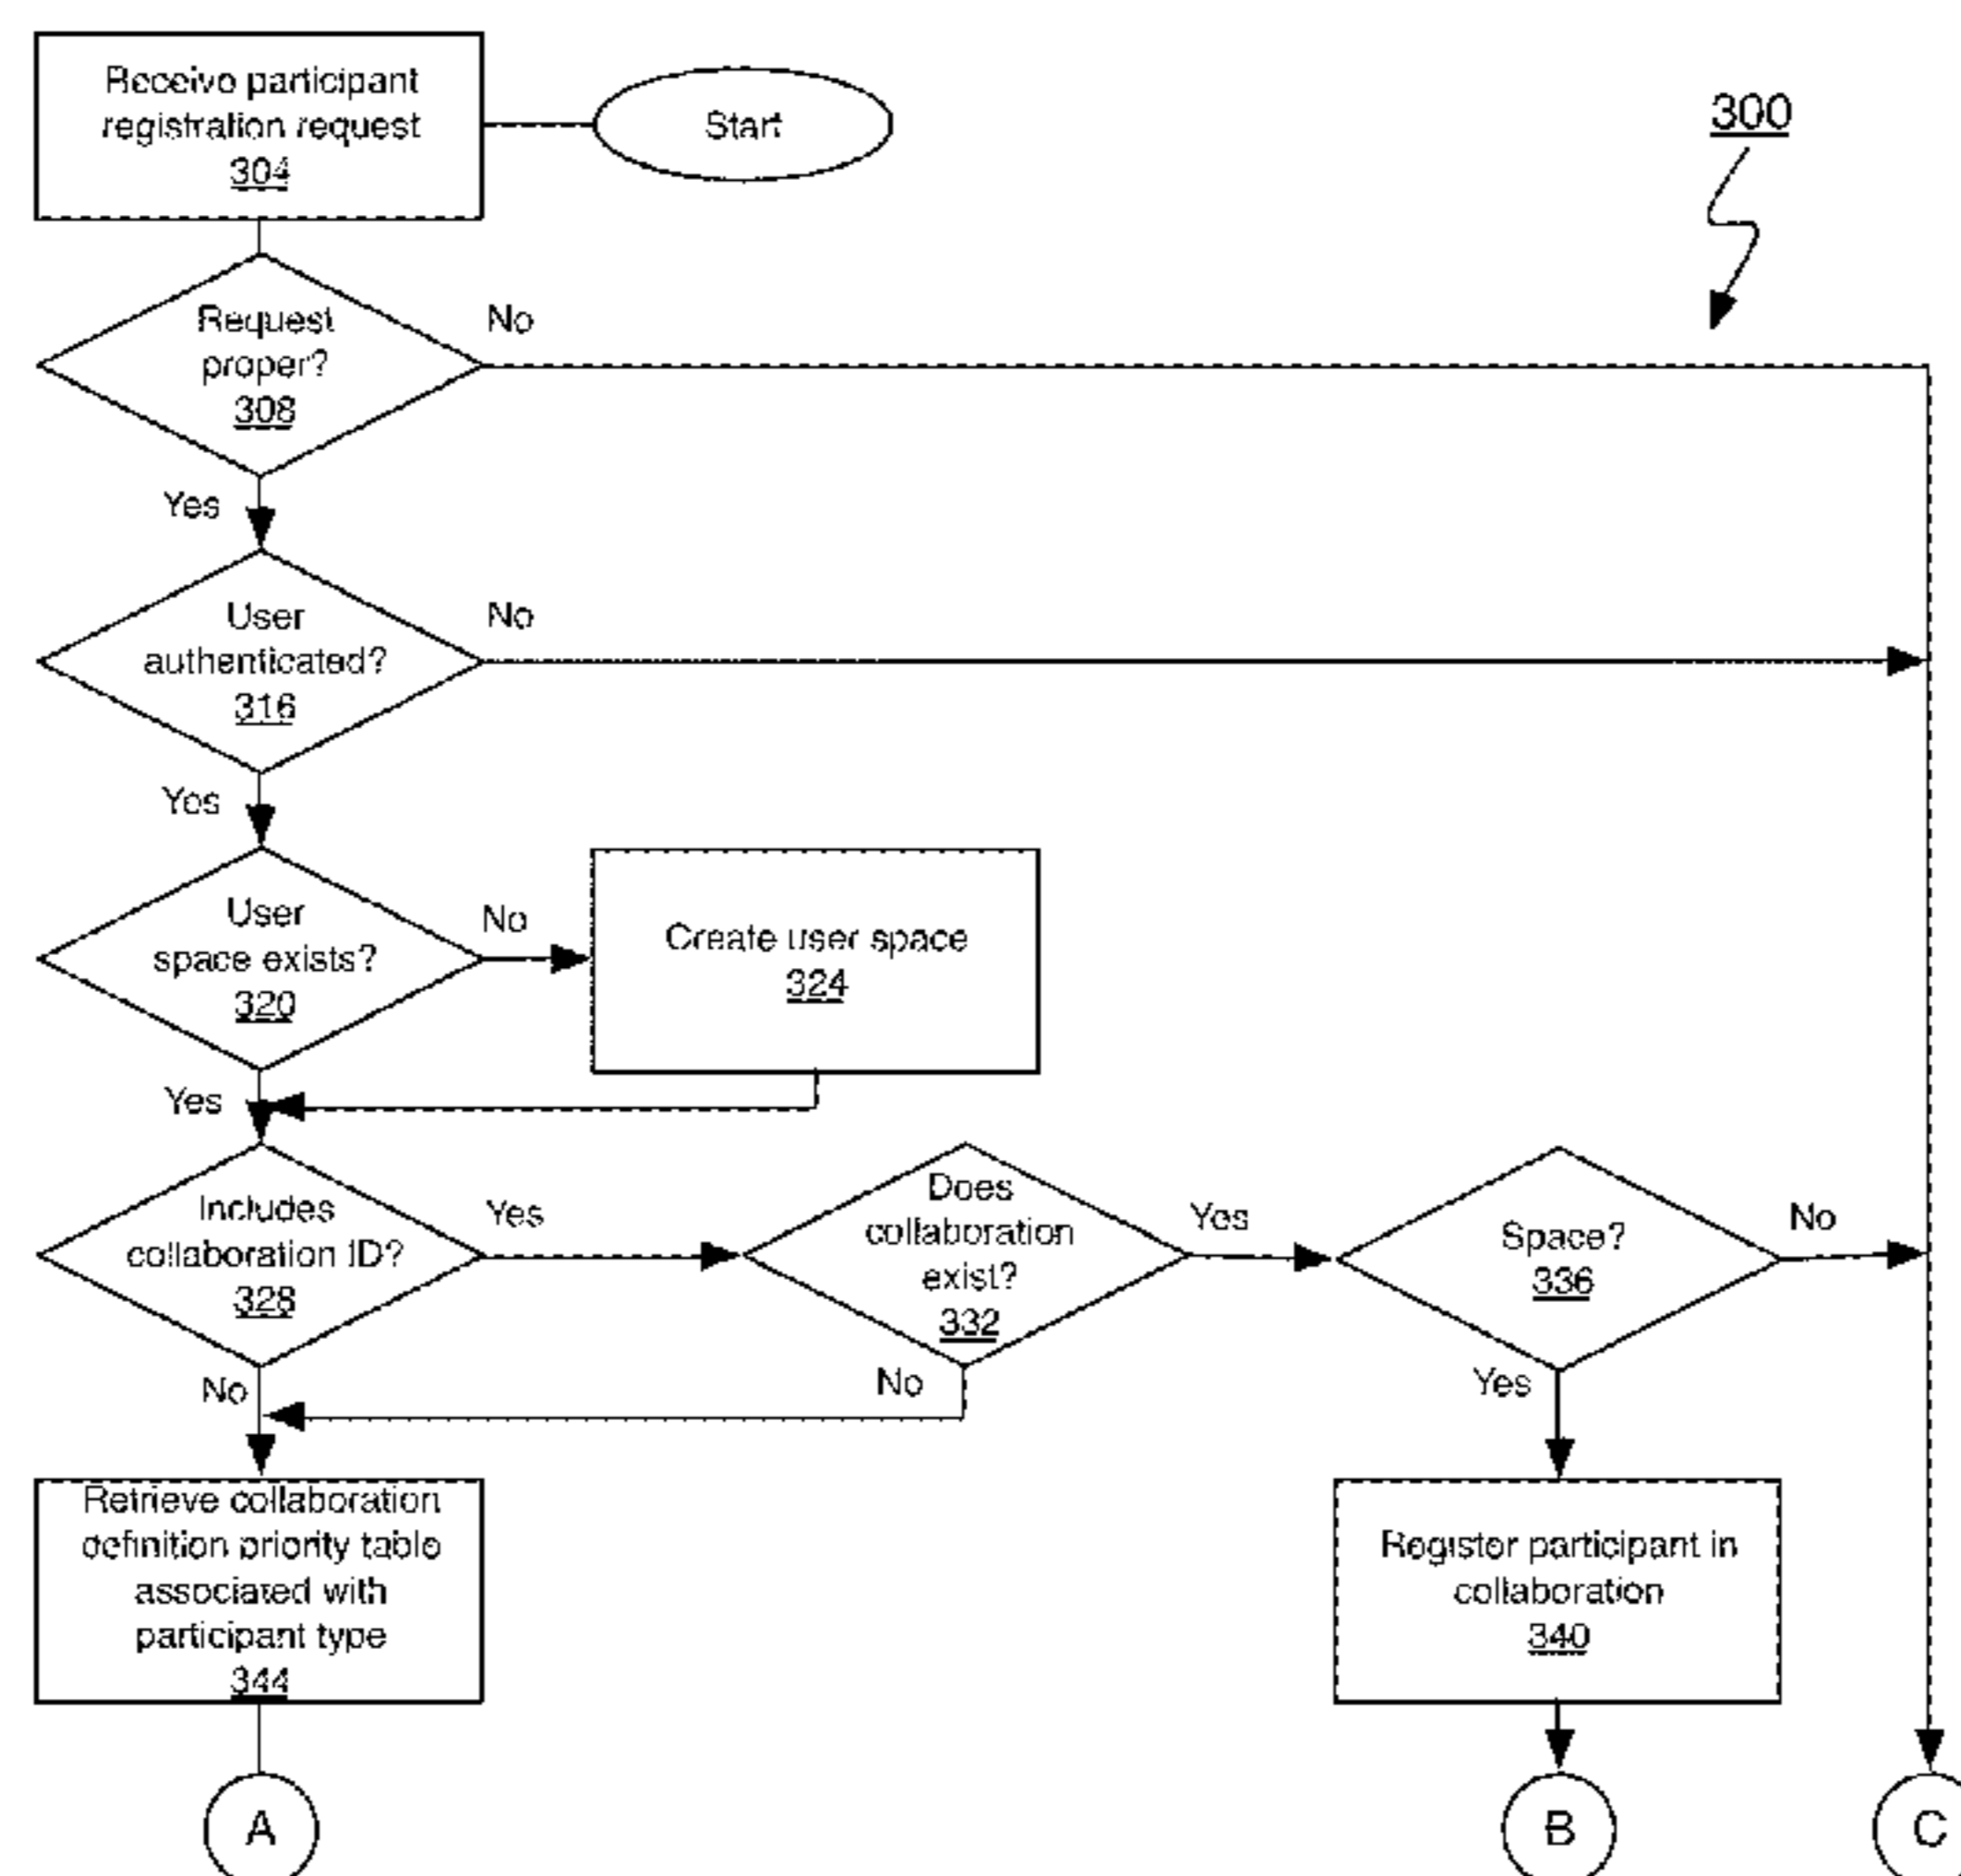 Receive participant
registration request
304
Start
300
Request
proper?
308
No
Yes
User
authenticated?
316
No
Yes
User
space exists?
320
No
Create user space
324
Yes
Includes
collaboration ID?
328
Yes
Does
collaboration
exist?
332
Yes
Space?
336
No
No
No
Yes
Retrieve collaboration
definition priority table
associated with
participant type
344
Register participant in
collaboration
340
A
B
C